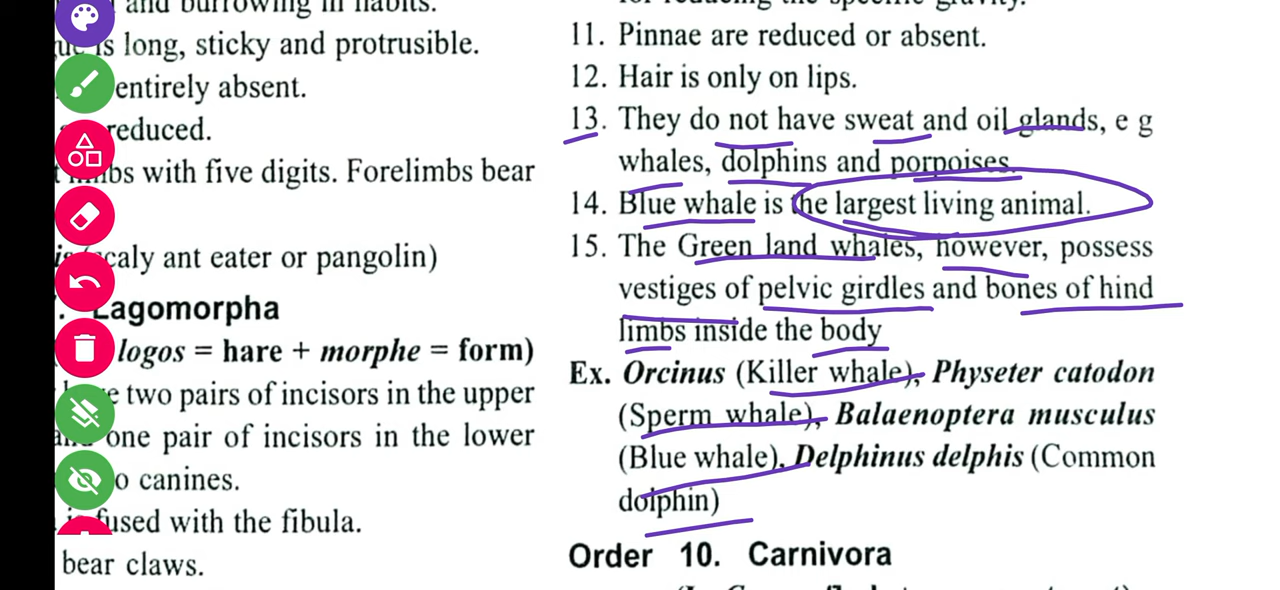 and burrowing in habits.
is long, sticky and protrusible.
entirely absent.
reduced.
with five digits. Forelimbs bear
ant eater or pangolin)
Lagomorpha
logos = hare + morphe = form)
two pairs of incisors in the upper
one pair of incisors in the lower
canines.
fused with the fibula.
bear claws.
for reducing the specific gravity.
11. Pinnae are reduced or absent.
12. Hair is only on lips.
13. They do not have sweat and oil glands, e g
whales, dolphins and porpoises.
14. Blue whale is the largest living animal.
15. The Green land whales, however, possess
vestiges of pelvic girdles and bones of hind
limbs inside the body
Ex. Orcinus (Killer whale), Physeter catodon
(Sperm whale), Balaenoptera musculus
(Blue whale), Delphinus delphis (Common
dolphin)
Order 10. Carnivora